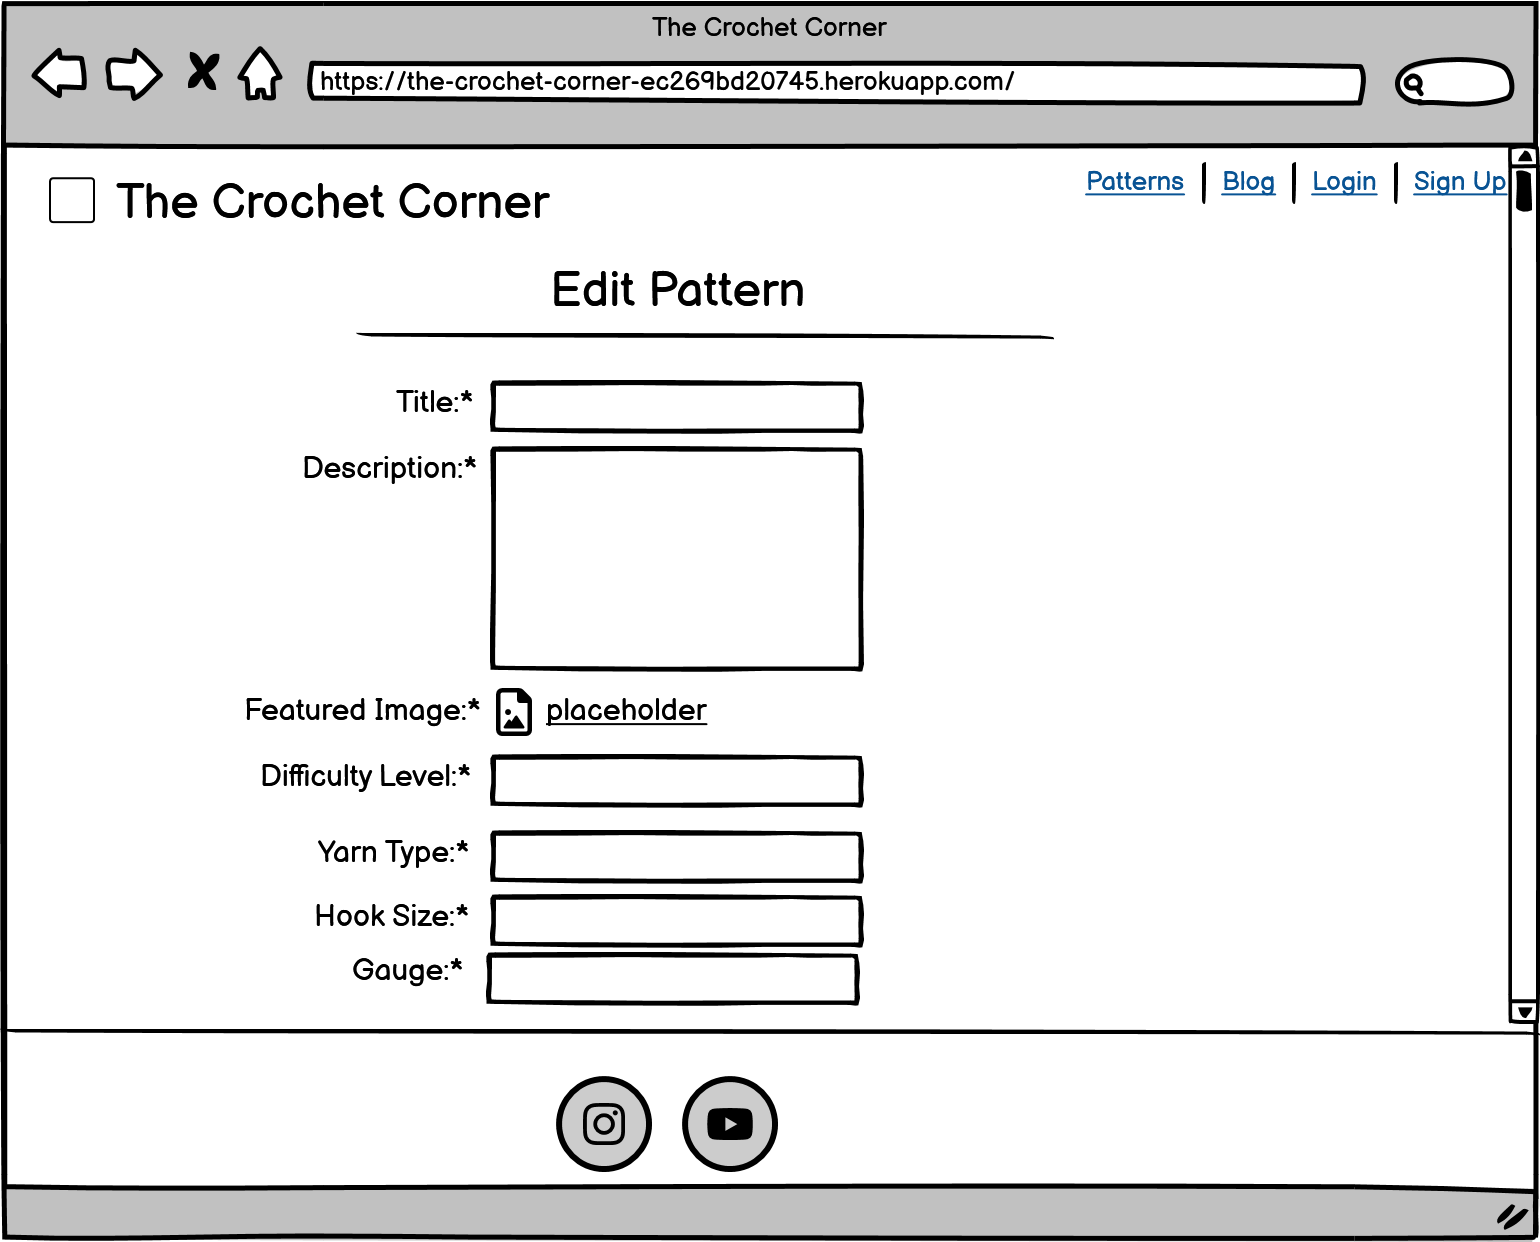 The Crochet Corner
https://the-crochet-corner-ec269bd20745.herokuapp.com/
The Crochet Corner
Patterns Blog Login Sign Up
Edit Pattern
Title:*
Description:*
Featured Image:* placeholder
Difficulty Level:*
Yarn Type:*
Hook Size:*
Gauge:*